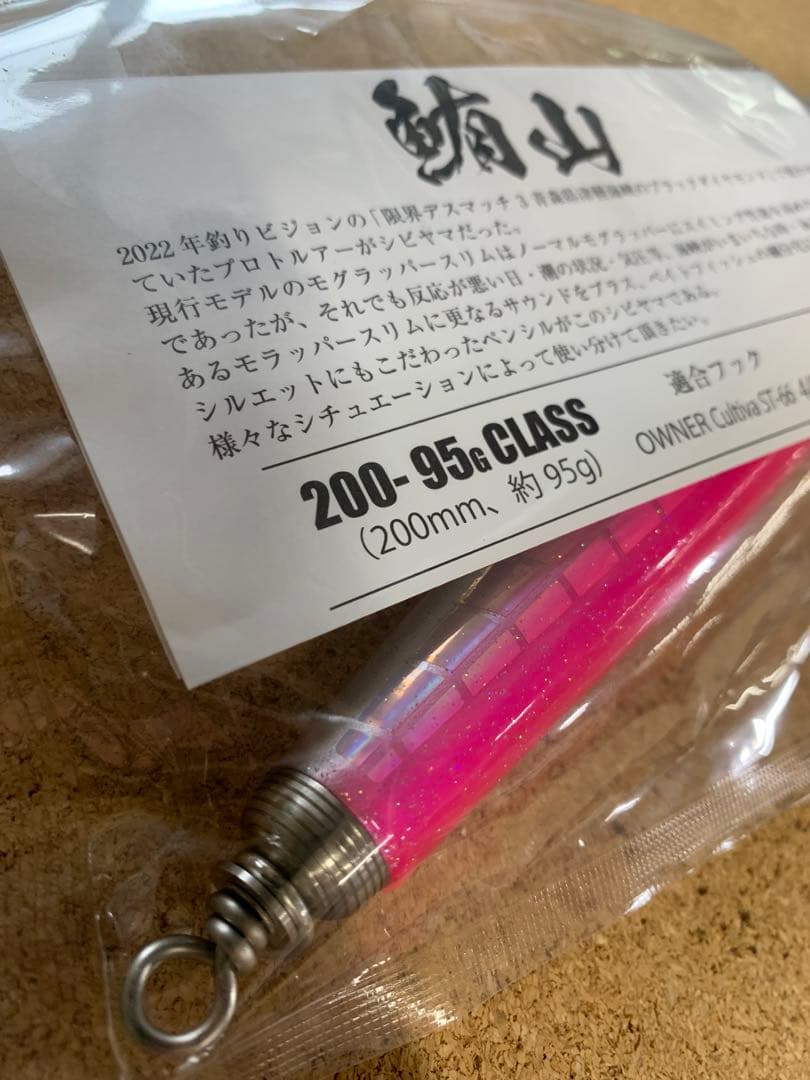 鮪山
2022年釣りビジョンの「限界デスマッチ3 青森県津軽海峡のブラックダイヤモンド
ていたプロトルアーがシビヤマだった。
現行モデルのモグラッパースリムはノーマルモグラッパーにスイミング性能を
であったが、それでも反応が悪い日・潮の状況・気圧等、
あるモラッパースリムに更なるサウンドをプラス。ベイトフィッシュの
シルエットにもこだわったペンシルがこのシビヤマである。
様々なシチュエーションによって使い分けて頂きたい。
200-95G CLASS
(200mm、約95g)
適合フック
OWNER Cultiva ST-66